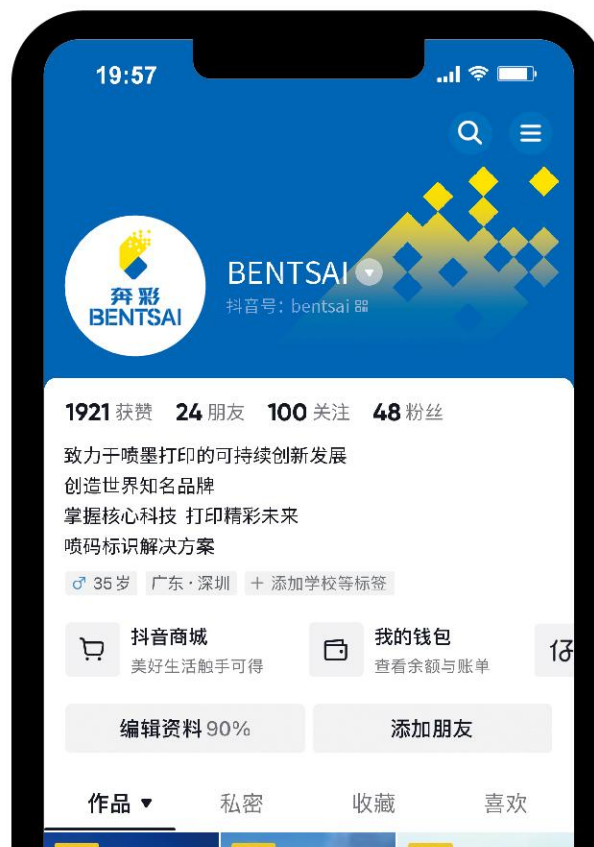 19:57
奔彩
BENTSAI
BENTSAI
抖音号：bentsai
1921 获赞 24 朋友 100 关注 48 粉丝
致力于喷墨打印的可持续创新发展
创造世界知名品牌
掌握核心科技 打印精彩未来
喷码标识解决方案
♂ 35岁 广东·深圳 + 添加学校等标签
抖音商城 我的钱包
美好生活触手可得 查看余额与账单
仔
编辑资料 90% 添加朋友
作品 ▼ 私密 收藏 喜欢